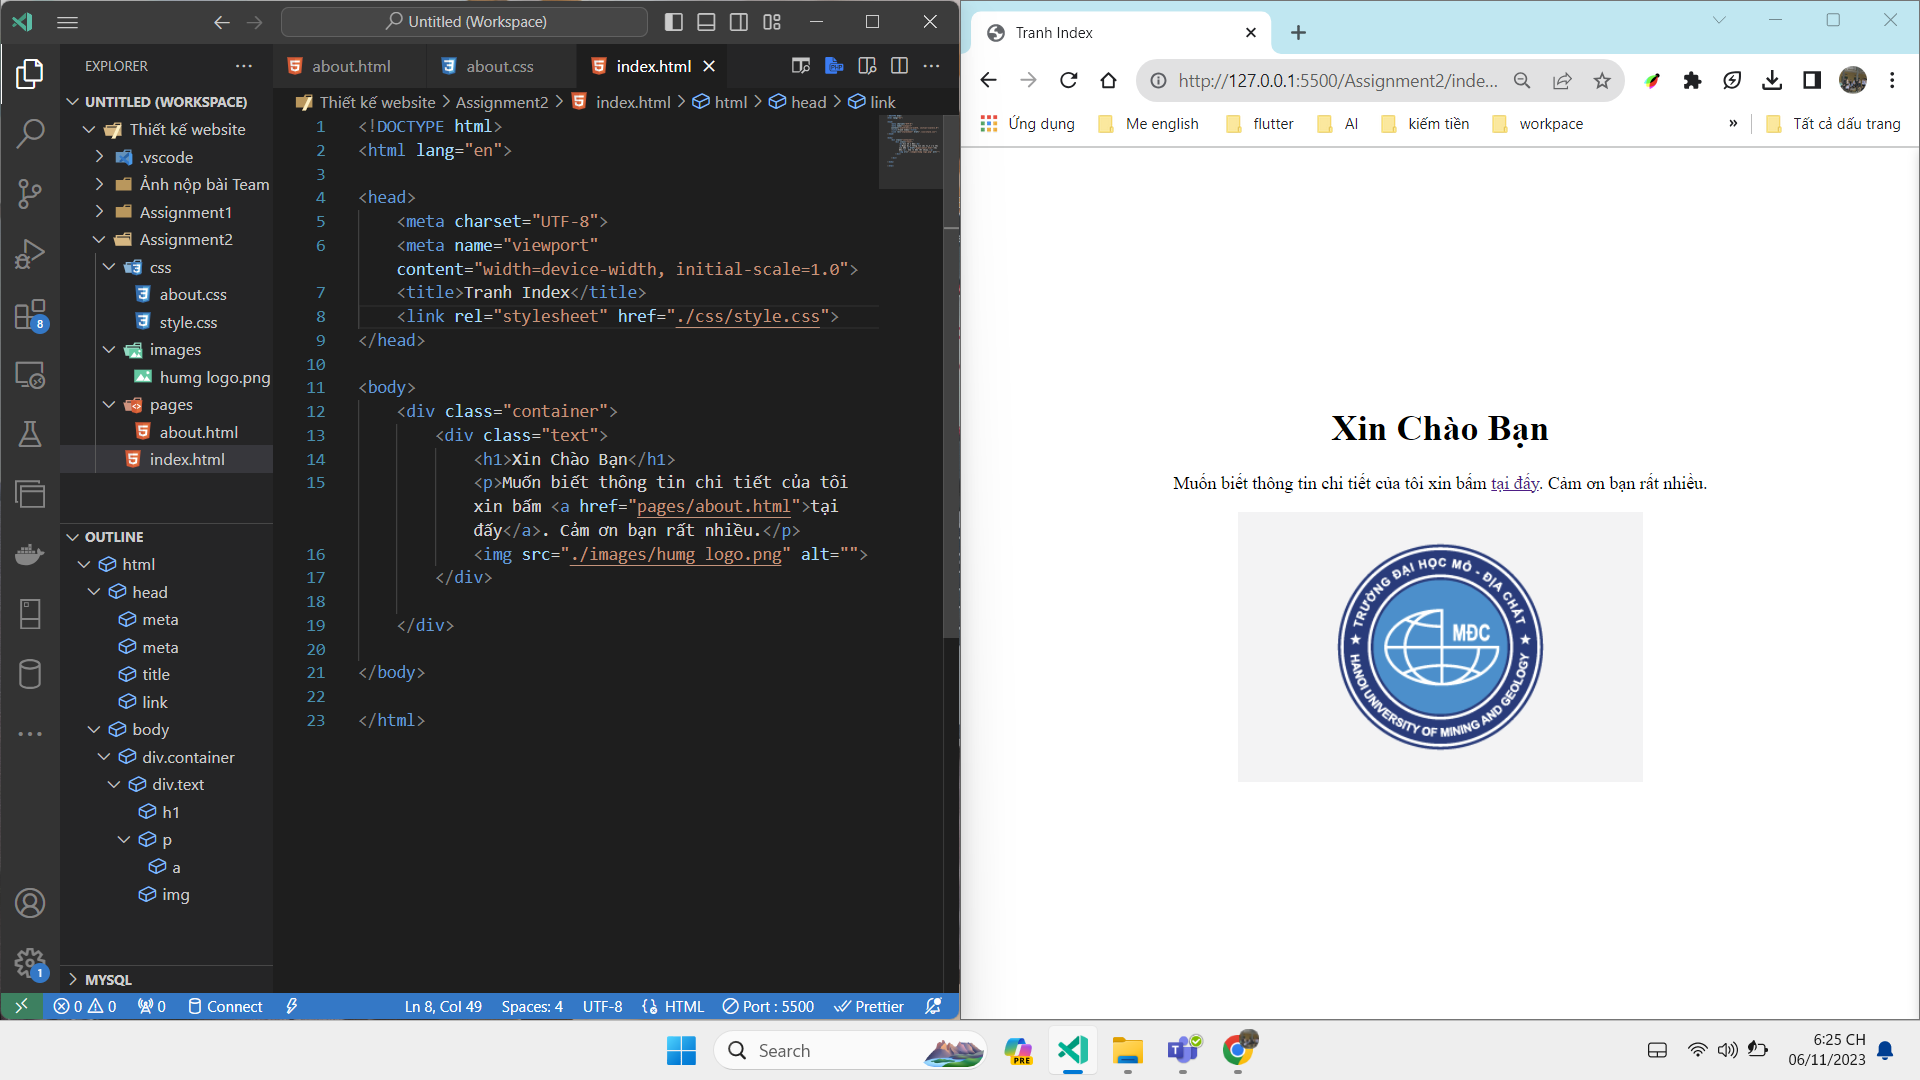 Untitled (Workspace)
EXPLORER
UNTITLED (WORKSPACE)
Thiết kế website
.vscode
Ảnh nộp bài Team
Assignment1
Assignment2
css
about.css
style.css
images
humg logo.png
pages
about.html
index.html
OUTLINE
html
head
meta
meta
title
link
body
div.container
div.text
h1
p
a
img
MYSQL
8
1
about.html
about.css
index.html
Thiết kế website > Assignment2 > index.html > html > head > link
1 <!DOCTYPE html>
2 <html lang="en">
3
4 <head>
5 <meta charset="UTF-8">
6 <meta name="viewport"
content="width=device-width, initial-scale=1.0">
7 <title>Tranh Index</title>
8 <link rel="stylesheet" href="./css/style.css">
9 </head>
10
11 <body>
12 <div class="container">
13 <div class="text">
14 <h1>Xin Chào Bạn</h1>
15 <p>Muốn biết thông tin chi tiết của tôi
xin bấm <a href="pages/about.html">tại
đấy</a>. Cảm ơn bạn rất nhiều.</p>
16 <img src="./images/humg logo.png" alt="">
17 </div>
18
19 </div>
20
21 </body>
22
23 </html>
0 0 0 Connect Ln 8, Col 49 Spaces: 4 UTF-8 HTML Port : 5500 Prettier
Tranh Index
http://127.0.0.1:5500/Assignment2/inde...
Ứng dụng Me english flutter AI kiếm tiền workpace » Tất cả dấu trang
Xin Chào Bạn
Muốn biết thông tin chi tiết của tôi xin bấm tại đấy. Cảm ơn bạn rất nhiều.
TRƯỜNG ĐẠI HỌC MỎ - ĐỊA CHẤT
MĐC
HANOI UNIVERSITY OF MINING AND GEOLOGY
Search
PRE
6:25 CH
06/11/2023